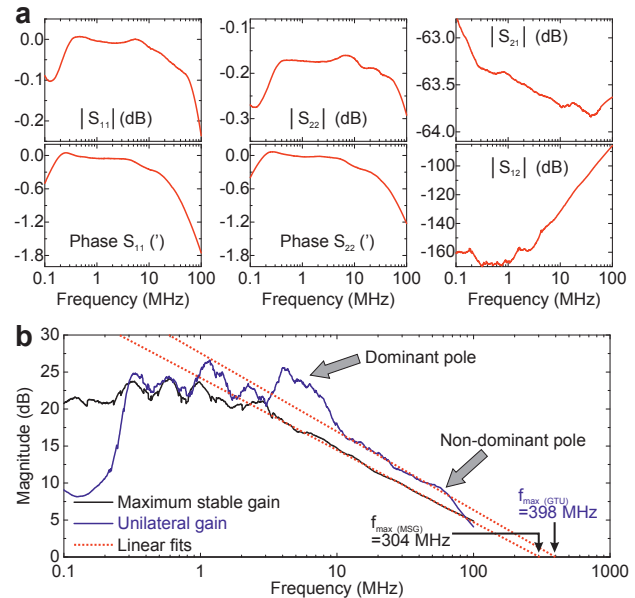 a
0.0
-0.1
-0.2
|S11| (dB)
-0.1
-0.2
-0.3
|S22| (dB)
-63.0
-63.5
-64.0
|S21| (dB)
0.0
-0.6
-1.2
-1.8
Phase S11 (')
0.1 1 10 100
Frequency (MHz)
0.0
-0.6
-1.2
-1.8
Phase S22 (')
0.1 1 10 100
Frequency (MHz)
-100
-120
-140
-160
|S12| (dB)
0.1 1 10 100
Frequency (MHz)
b
30
25
20
15
10
5
0
Magnitude (dB)
Dominant pole
Non-dominant pole
Maximum stable gain
Unilateral gain
Linear fits
fmax (MSG)
=304 MHz
fmax (GTU)
=398 MHz
0.1 1 10 100 1000
Frequency (MHz)